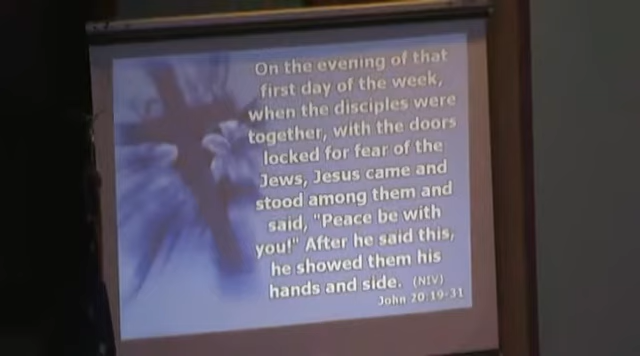 On the evening of that
first day of the week,
when the disciples were
together, with the doors
locked for fear of the
Jews, Jesus came and
stood among them and
said, "Peace be with
you!" After he said this,
he showed them his
hands and side. (NIV)
John 20:19-31